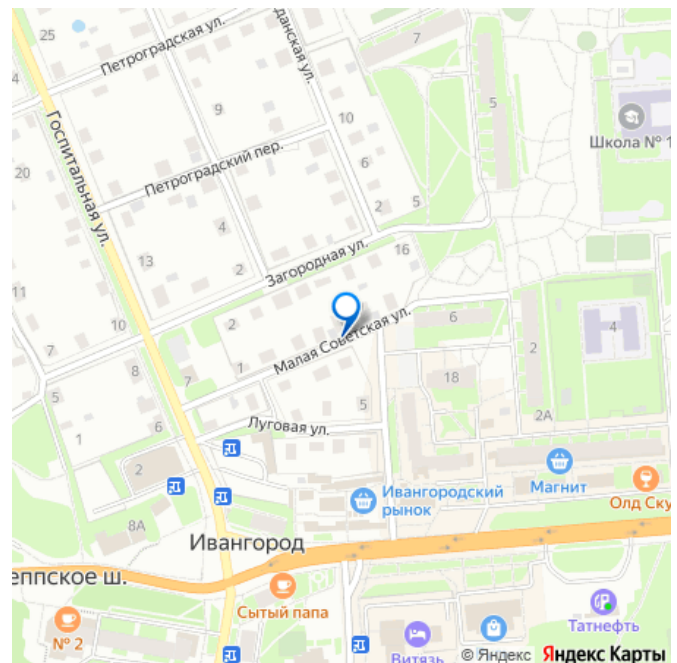 25
Петроградская ул.
данская ул.
7
4
Госпитальная ул.
9
10
5
Школа № 1
20
Петроградский пер.
6
2
5
13
4
2
Загородная ул.
16
11
10
2
7
Малая Советская ул.
6
4
8
7
1
2
18
5
1
6
5
2А
Луговая ул.
2
Ивангородский
рынок
Магнит
Олд Ску
8А
Ивангород
еппское ш.
Сытый папа
Татнефть
№ 2
Витязь
© Яндекс Яндекс Карты